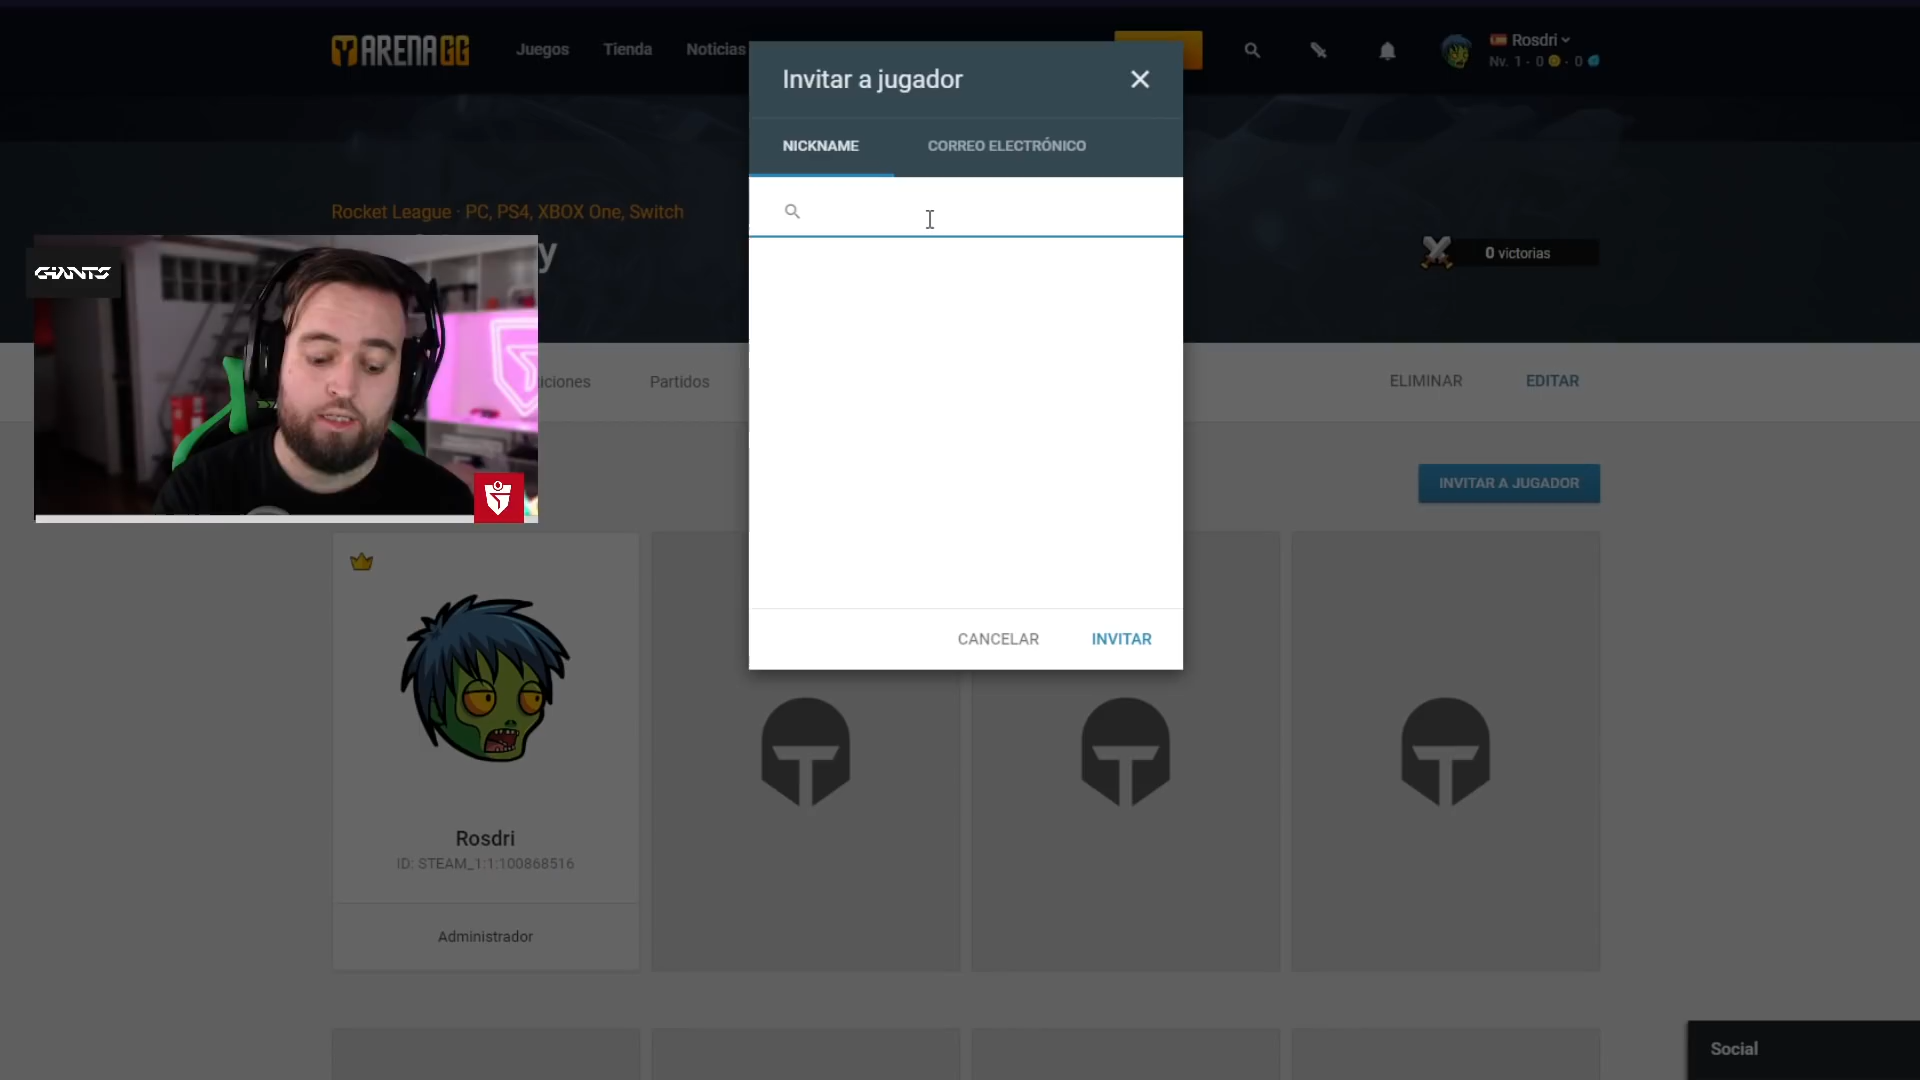 ARENAGG
Juegos
Tienda
Noticias
Rosdri
Nv. 1 - 0 - 0
Invitar a jugador
NICKNAME
CORREO ELECTRÓNICO
Rocket League · PC, PS4, XBOX One, Switch
y
0 victorias
GIANTS
iciones
Partidos
ELIMINAR
EDITAR
INVITAR A JUGADOR
CANCELAR
INVITAR
Rosdri
ID: STEAM_1:1:100868516
Administrador
Social